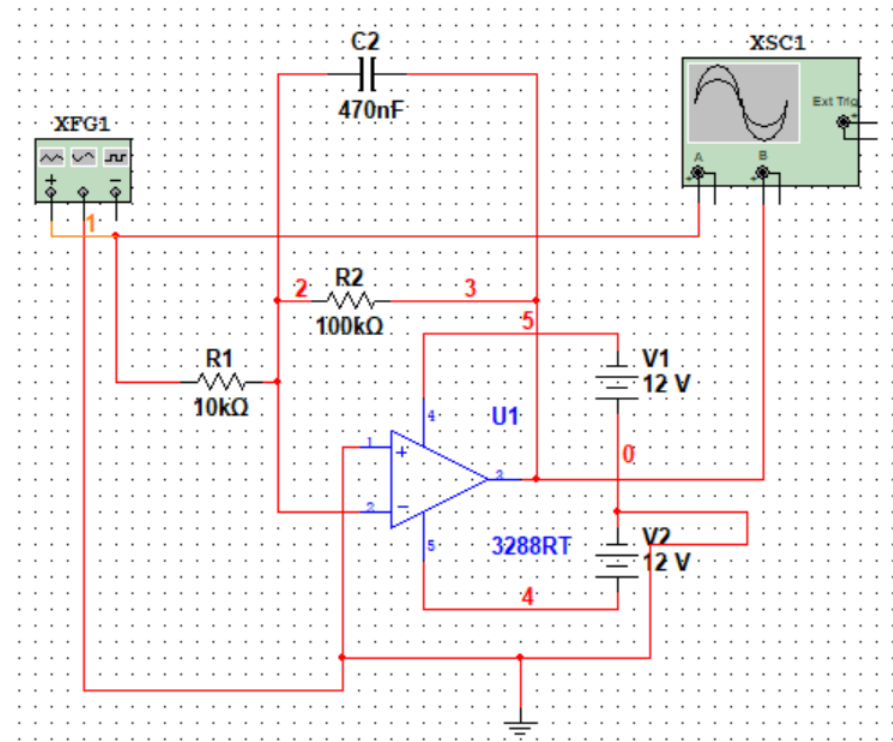 C2
470nF
XSC1
Ext Trig
A
B
XFG1
1
2
R2
3
100kΩ
5
R1
10kΩ
V1
12 V
4
U1
1
3
0
2
5
3288RT
V2
12 V
4